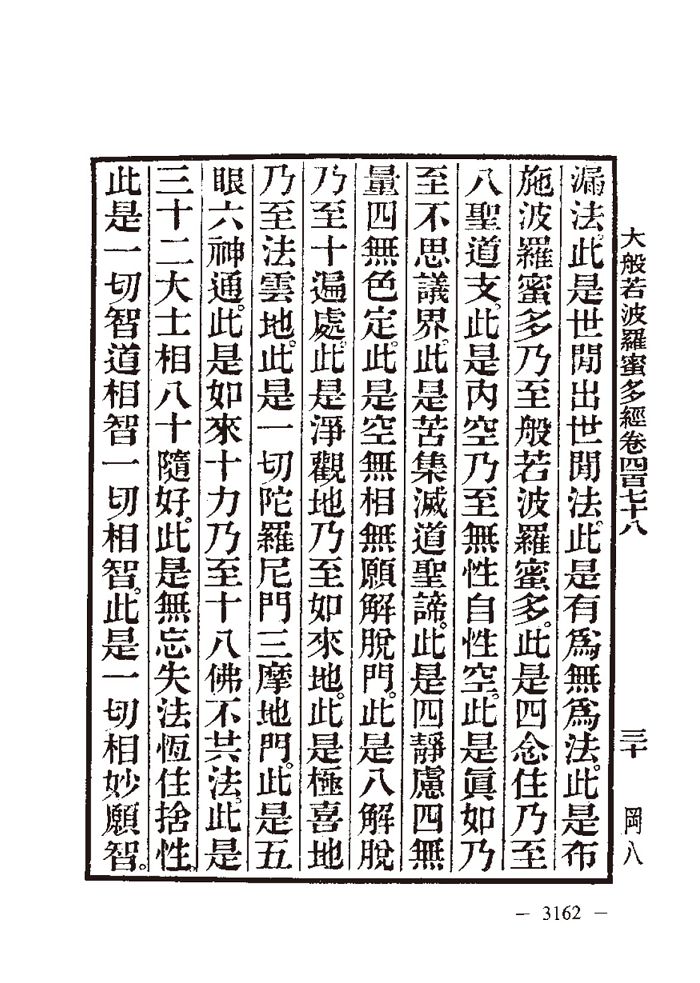 大般若波羅蜜多經卷四百七十八
三十
岡八
漏法。此是世閒出世閒法。此是有爲無爲法。此是布
施波羅蜜多乃至般若波羅蜜多。此是四念住乃至
八聖道支。此是內空乃至無性自性空。此是眞如乃
至不思議界。此是苦集滅道聖諦。此是四靜慮四無
量四無色定。此是空無相無願解脫門。此是八解脫
乃至十遍處。此是淨觀地乃至如來地。此是極喜地
乃至法雲地。此是一切陀羅尼門三摩地門。此是五
眼六神通。此是如來十力乃至十八佛不共法。此是
三十二大士相八十隨好。此是無忘失法恆住捨性。
此是一切智道相智一切相智。此是一切相妙願智。
— 3162 —